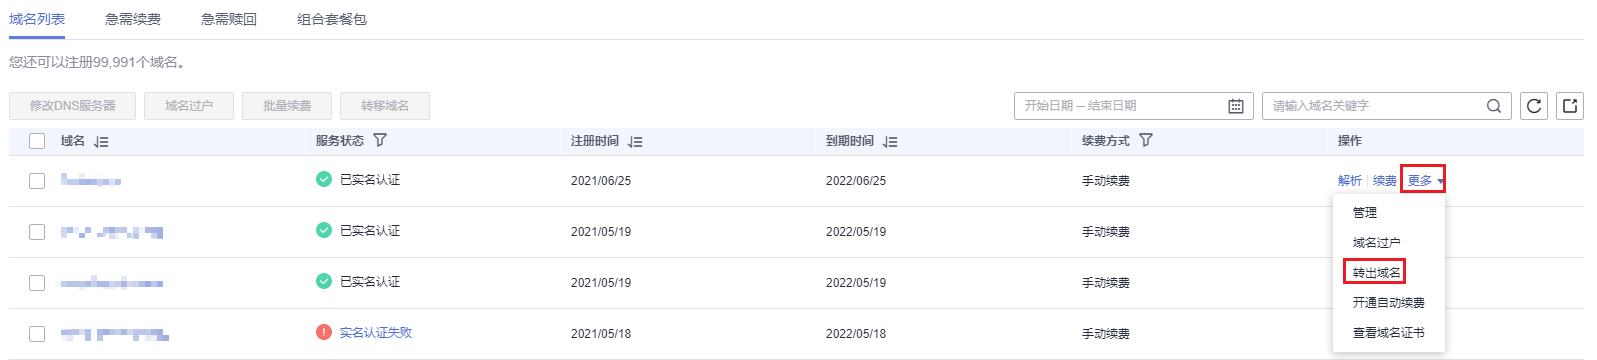 域名列表 急需续费 急需赎回 组合套餐包
您还可以注册99,991个域名。
修改DNS服务器 域名过户 批量续费 转移域名 开始日期 – 结束日期 请输入域名关键字
域名 服务状态 注册时间 到期时间 续费方式 操作
已实名认证 2021/06/25 2022/06/25 手动续费 解析 续费 更多
管理
已实名认证 2021/05/19 2022/05/19 手动续费
域名过户
转出域名
已实名认证 2021/05/19 2022/05/19 手动续费
开通自动续费
实名认证失败 2021/05/18 2022/05/18 手动续费
查看域名证书